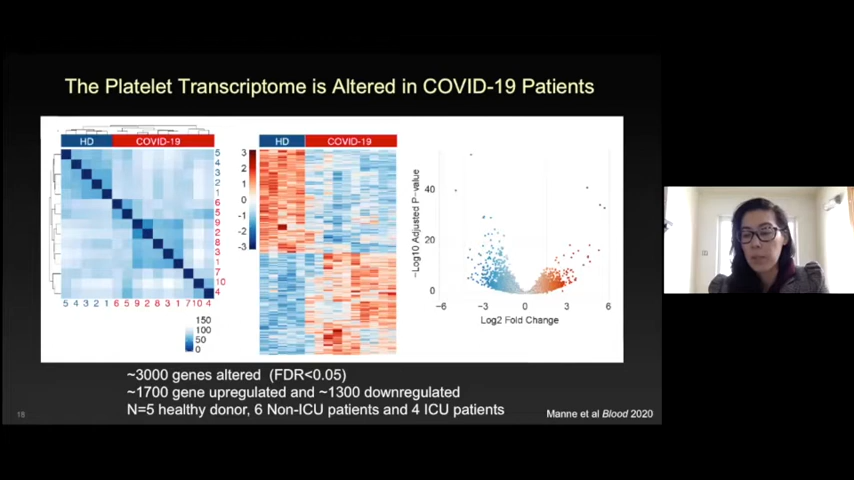 The Platelet Transcriptome is Altered in COVID-19 Patients
HD COVID-19
5
4
3
2
1
6
5
9
2
8
3
1
7
10
4
5 4 3 2 1 6 5 9 2 8 3 1 7 10 4
150
100
50
0
HD COVID-19
3
2
1
0
-1
-2
-3
-Log10 Adjusted P-value
40
20
0
-6 -3 0 3 6
Log2 Fold Change
~3000 genes altered (FDR<0.05)
~1700 gene upregulated and ~1300 downregulated
N=5 healthy donor, 6 Non-ICU patients and 4 ICU patients
Manne et al Blood 2020
18